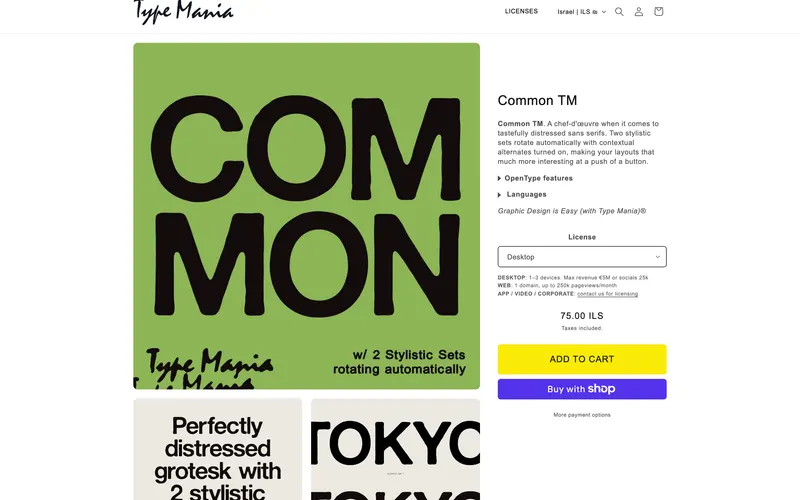 Type Mania
LICENSES
Israel | ILS ₪
COM
MON
Type Mania
Type Mania
w/ 2 Stylistic Sets
rotating automatically
Perfectly
distressed
grotesk with
2 stylistic
TOKYO
TOKYO
Common TM
Common TM. A chef-d'œuvre when it comes to
tastefully distressed sans serifs. Two stylistic
sets rotate automatically with contextual
alternates turned on, making your layouts that
much more interesting at a push of a button.
OpenType features
Languages
Graphic Design is Easy (with Type Mania)®
License
Desktop
DESKTOP: 1–3 devices. Max revenue €5M or socials 25k
WEB: 1 domain, up to 250k pageviews/month
APP / VIDEO / CORPORATE: contact us for licensing
75.00 ILS
Taxes included.
ADD TO CART
Buy with shop
More payment options